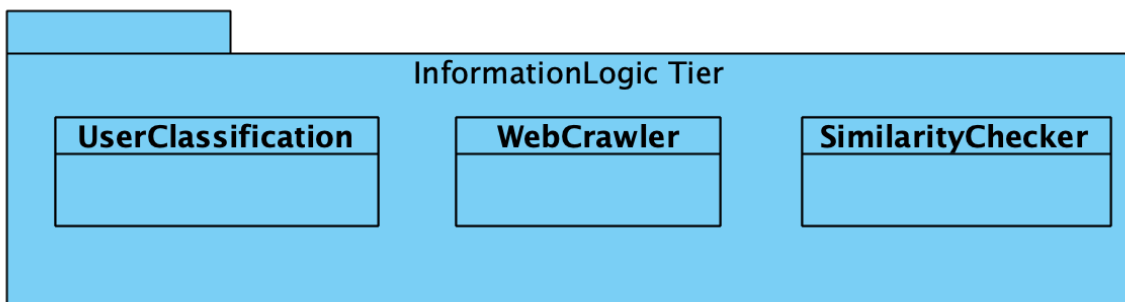 InformationLogic Tier
UserClassification
WebCrawler
SimilarityChecker